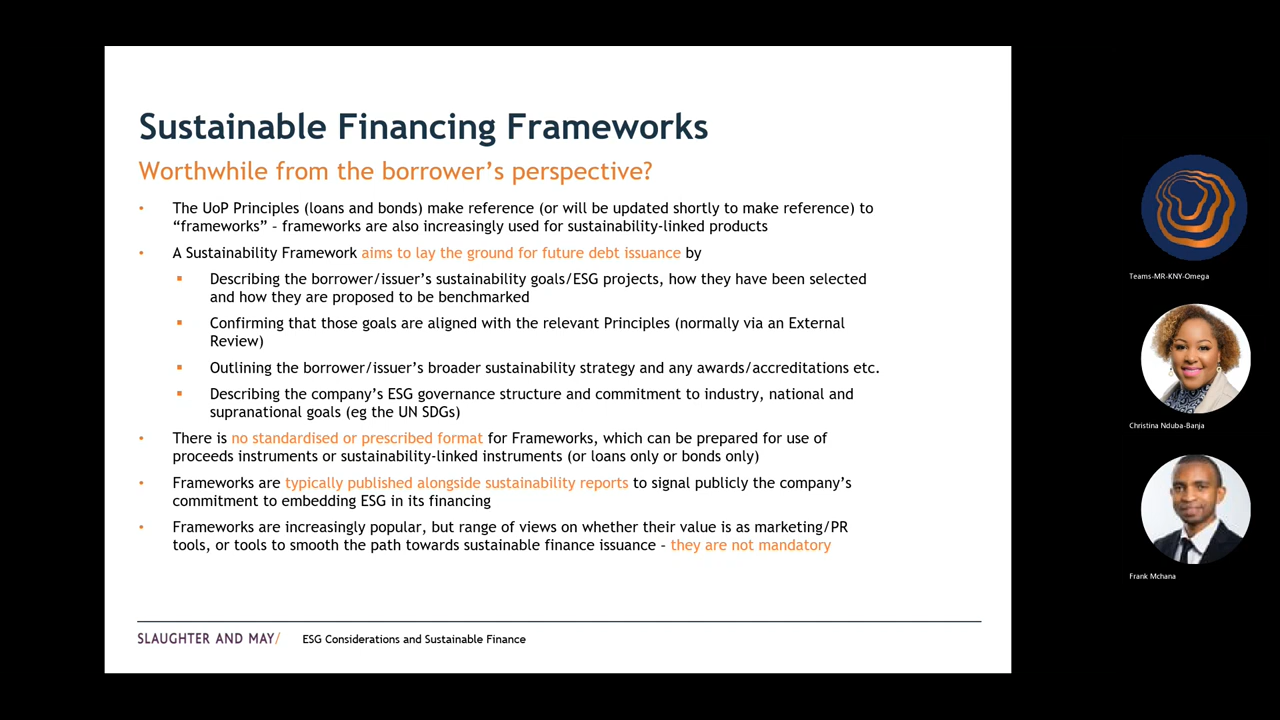 Sustainable Financing Frameworks
Worthwhile from the borrower's perspective?
• The UoP Principles (loans and bonds) make reference (or will be updated shortly to make reference) to
“frameworks” – frameworks are also increasingly used for sustainability-linked products
• A Sustainability Framework aims to lay the ground for future debt issuance by
▪ Describing the borrower/issuer's sustainability goals/ESG projects, how they have been selected
and how they are proposed to be benchmarked
▪ Confirming that those goals are aligned with the relevant Principles (normally via an External
Review)
▪ Outlining the borrower/issuer's broader sustainability strategy and any awards/accreditations etc.
▪ Describing the company's ESG governance structure and commitment to industry, national and
supranational goals (eg the UN SDGs)
• There is no standardised or prescribed format for Frameworks, which can be prepared for use of
proceeds instruments or sustainability-linked instruments (or loans only or bonds only)
• Frameworks are typically published alongside sustainability reports to signal publicly the company's
commitment to embedding ESG in its financing
• Frameworks are increasingly popular, but range of views on whether their value is as marketing/PR
tools, or tools to smooth the path towards sustainable finance issuance – they are not mandatory
SLAUGHTER AND MAY/ ESG Considerations and Sustainable Finance
Teams-MR-KNY-Omega
Christina Nduba-Banja
Frank Mchana